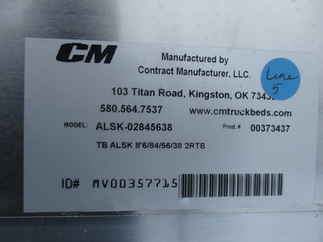 CM
Manufactured by
Contract Manufacturer, LLC.
Line
5
103 Titan Road, Kingston, OK
580.564.7537 www.cmtruckbeds.com
MODEL: ALSK-02845638 Prod # 00373437
TB ALSK 8'6/84/56/38 2RTB
ID# MV00357715